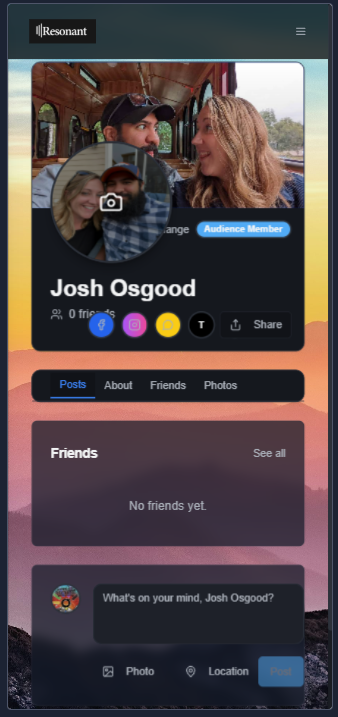 Resonant
Audience Member
Josh Osgood
0 friends
T
Share
Posts About Friends Photos
Friends See all
No friends yet.
What's on your mind, Josh Osgood?
Photo Location Post